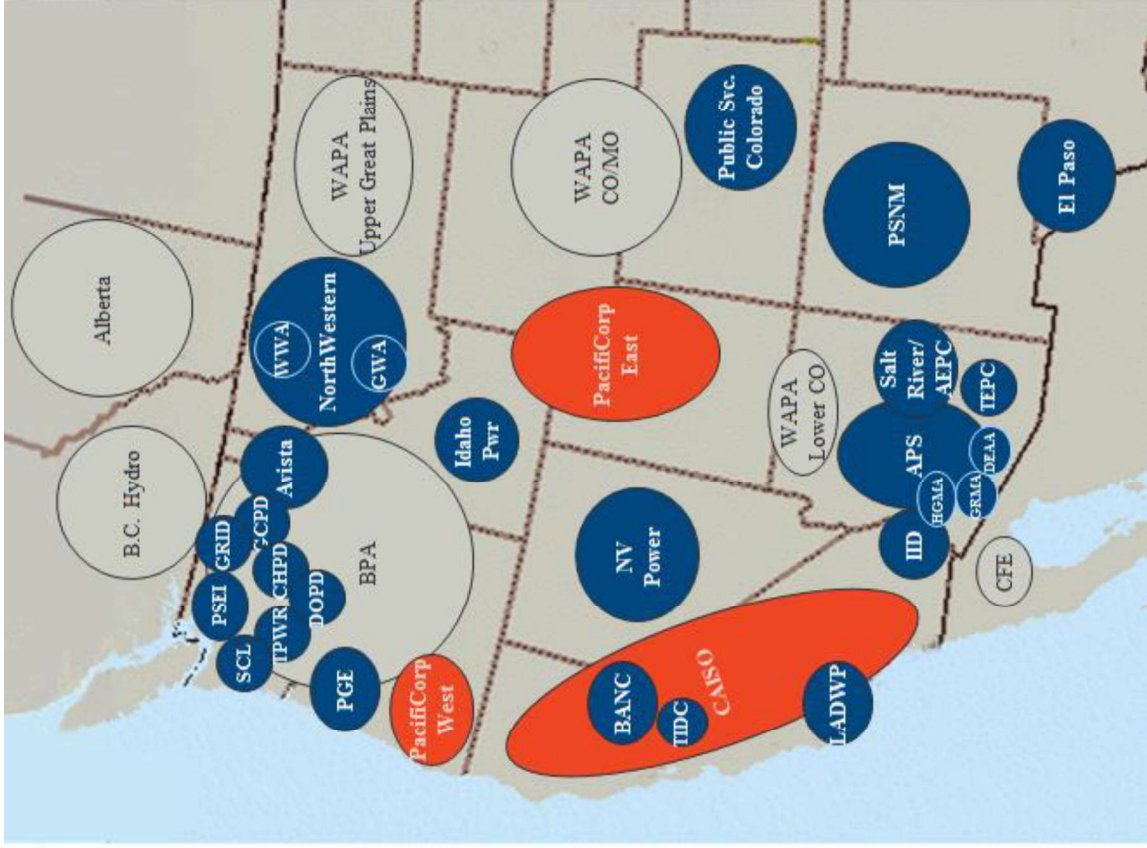 Alberta
B.C. Hydro
WAPA
Upper Great Plains
WWA
NorthWestern
GWA
Avista
GCPD
GRID
PSEI
CHPD
TPWR
DOPD
SCL
BPA
PGE
PacifiCorp
West
Idaho
Pwr
WAPA
CO/MO
PacifiCorp
East
Public Svc.
Colorado
NV
Power
BANC
TIDC
CAISO
LADWP
WAPA
Lower CO
Salt
River/
AEPC
APS
TEPC
HGMA
GRMA
DEAA
IID
CFE
PSNM
El Paso